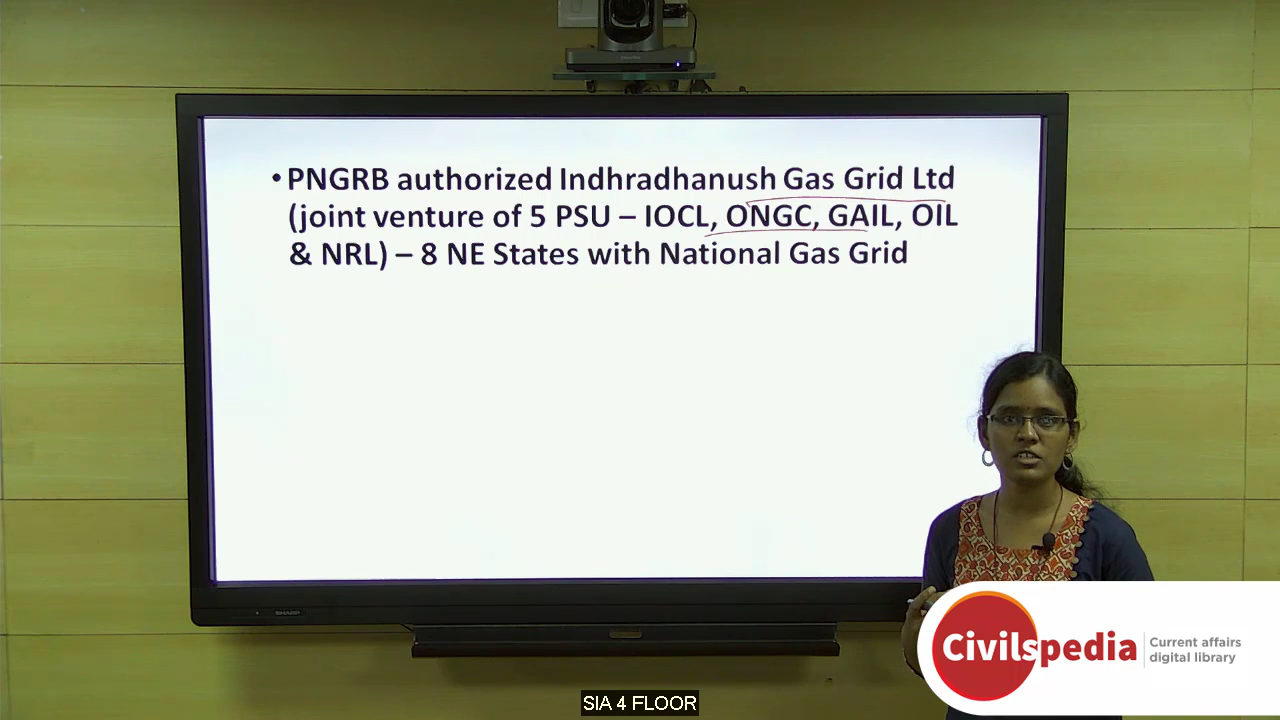 • PNGRB authorized Indhradhanush Gas Grid Ltd
(joint venture of 5 PSU – IOCL, ONGC, GAIL, OIL
& NRL) – 8 NE States with National Gas Grid
SHARP
Civilspedia
Current affairs
digital library
SIA 4 FLOOR